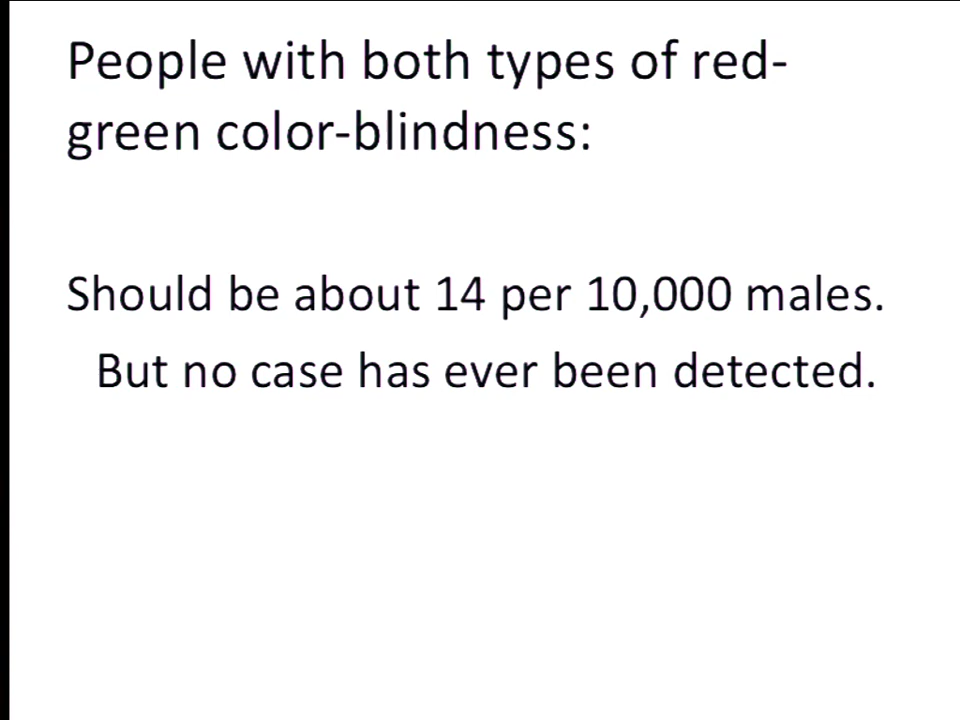 People with both types of red-
green color-blindness:
Should be about 14 per 10,000 males.
But no case has ever been detected.